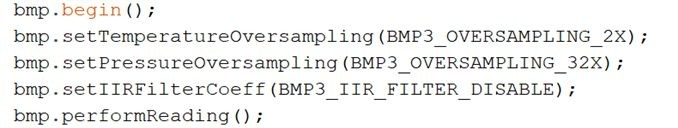 bmp.begin();
bmp.setTemperatureOversampling(BMP3_OVERSAMPLING_2X);
bmp.setPressureOversampling(BMP3_OVERSAMPLING_32X);
bmp.setIIRFilterCoeff(BMP3_IIR_FILTER_DISABLE);
bmp.performReading();